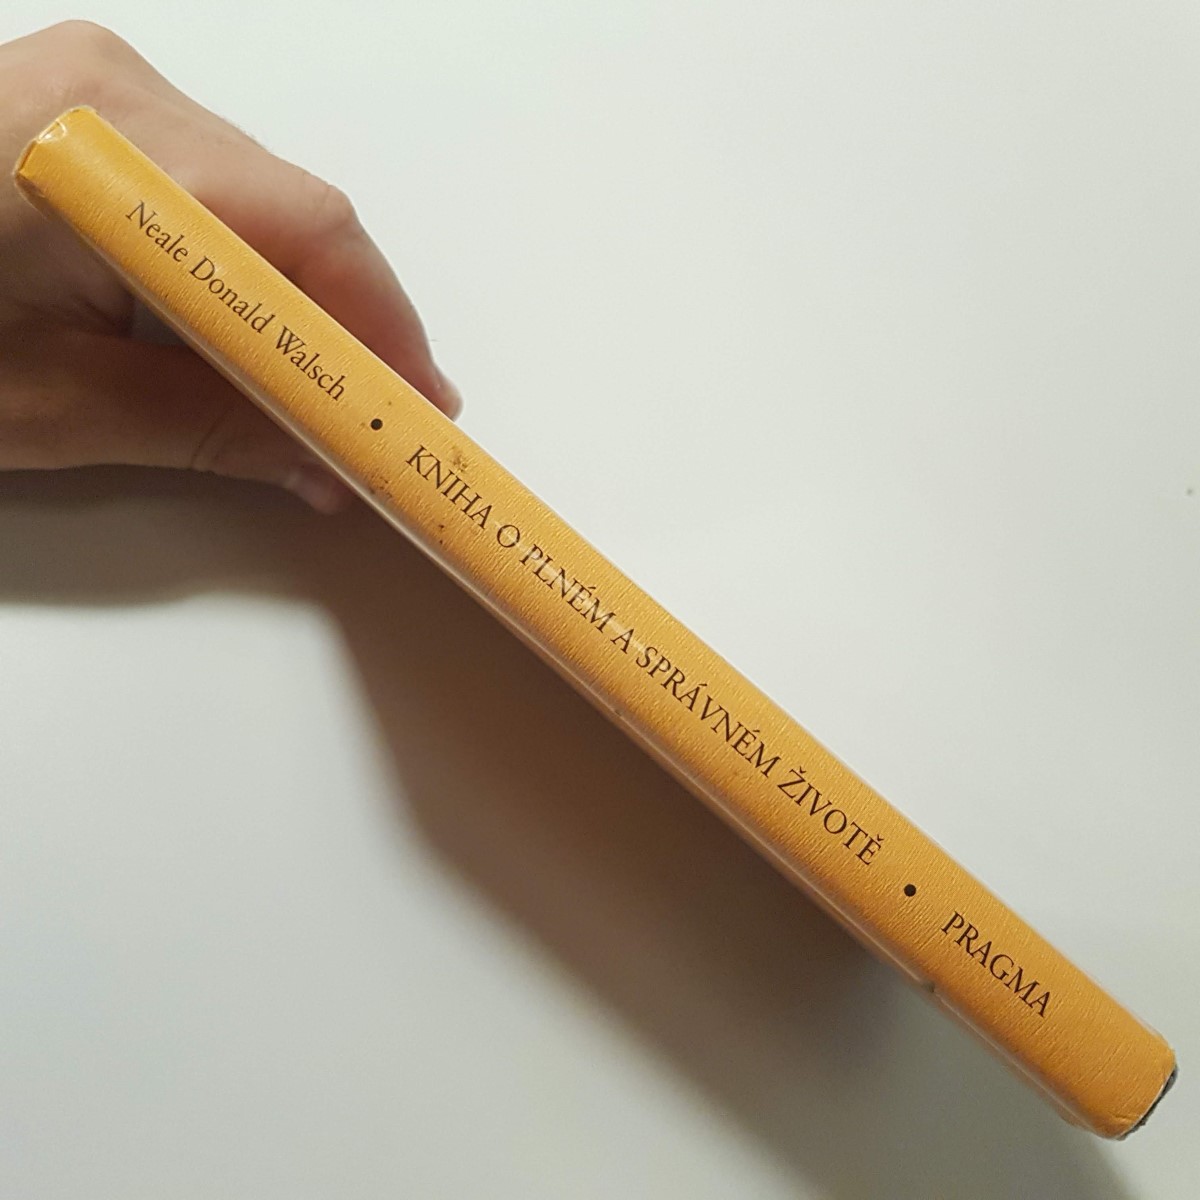 Neale Donald Walsch • KNIHA O PLNÉM A SPRÁVNÉM ŽIVOTĚ • PRAGMA